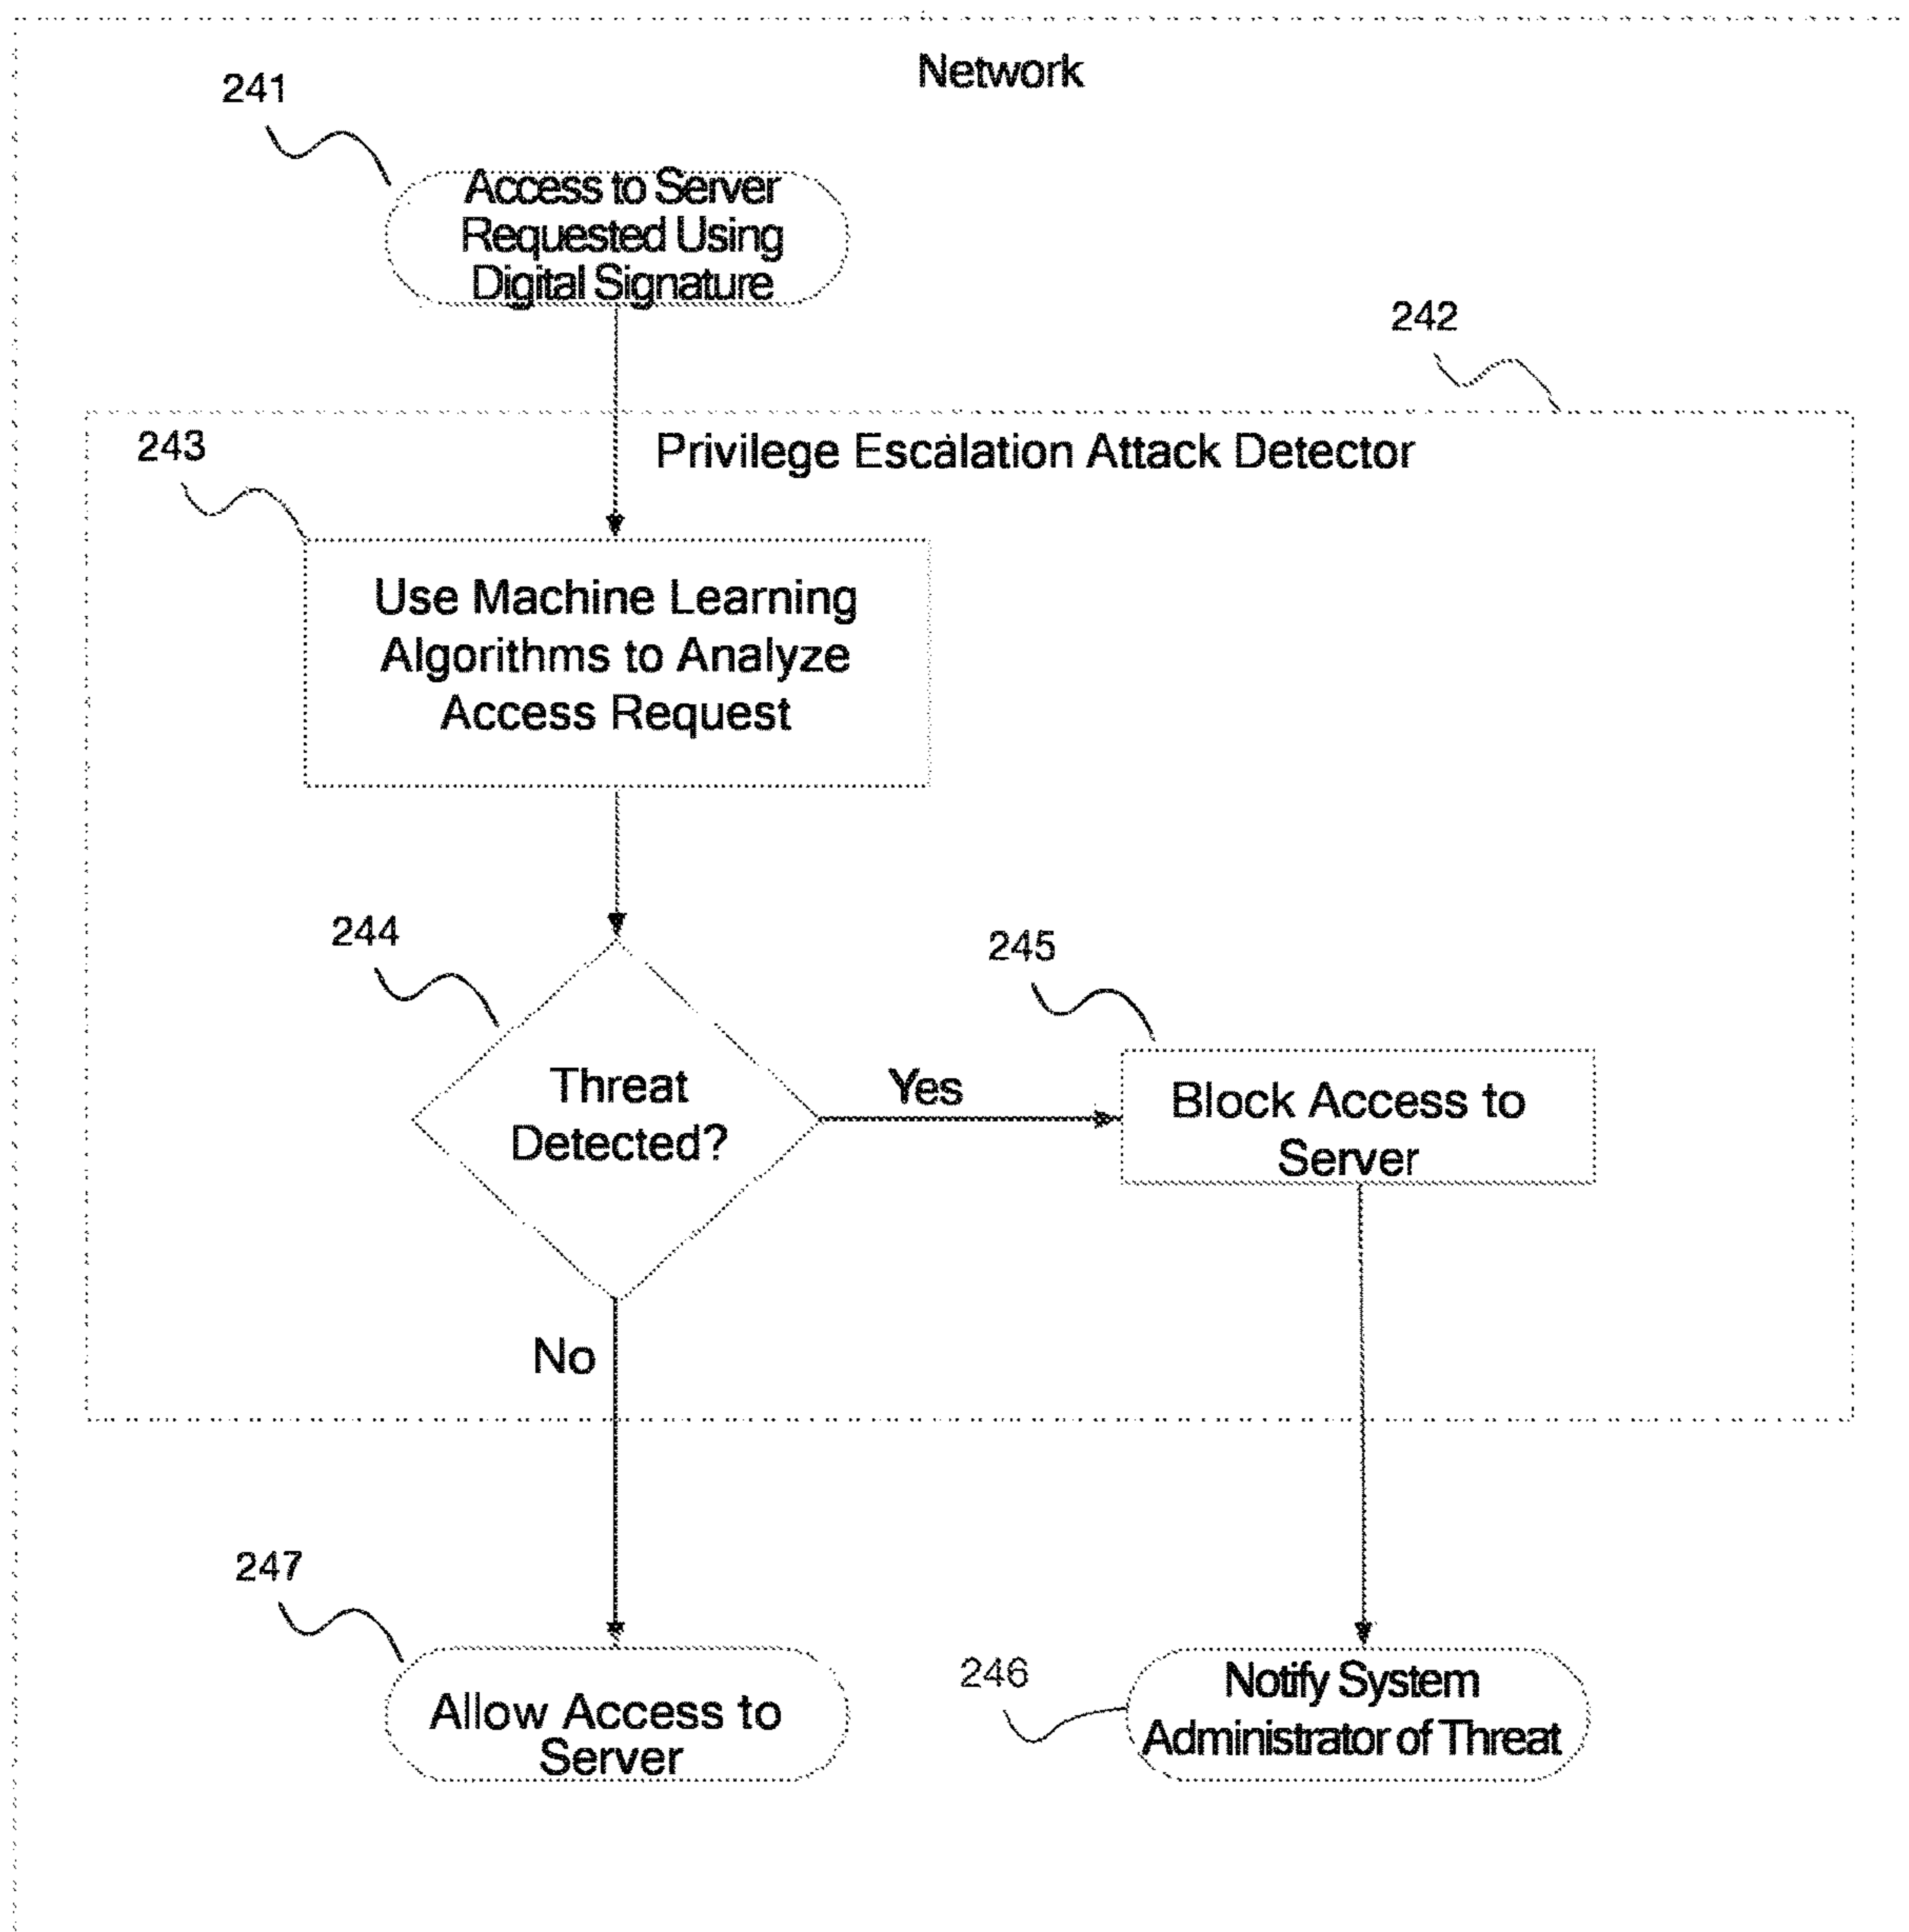 Network
241
Access to Server
Requested Using
Digital Signature
242
243
Privilege Escalation Attack Detector
Use Machine Learning
Algorithms to Analyze
Access Request
244
245
Threat
Detected?
Yes
Block Access to
Server
No
247
Allow Access to
Server
246
Notify System
Administrator of Threat